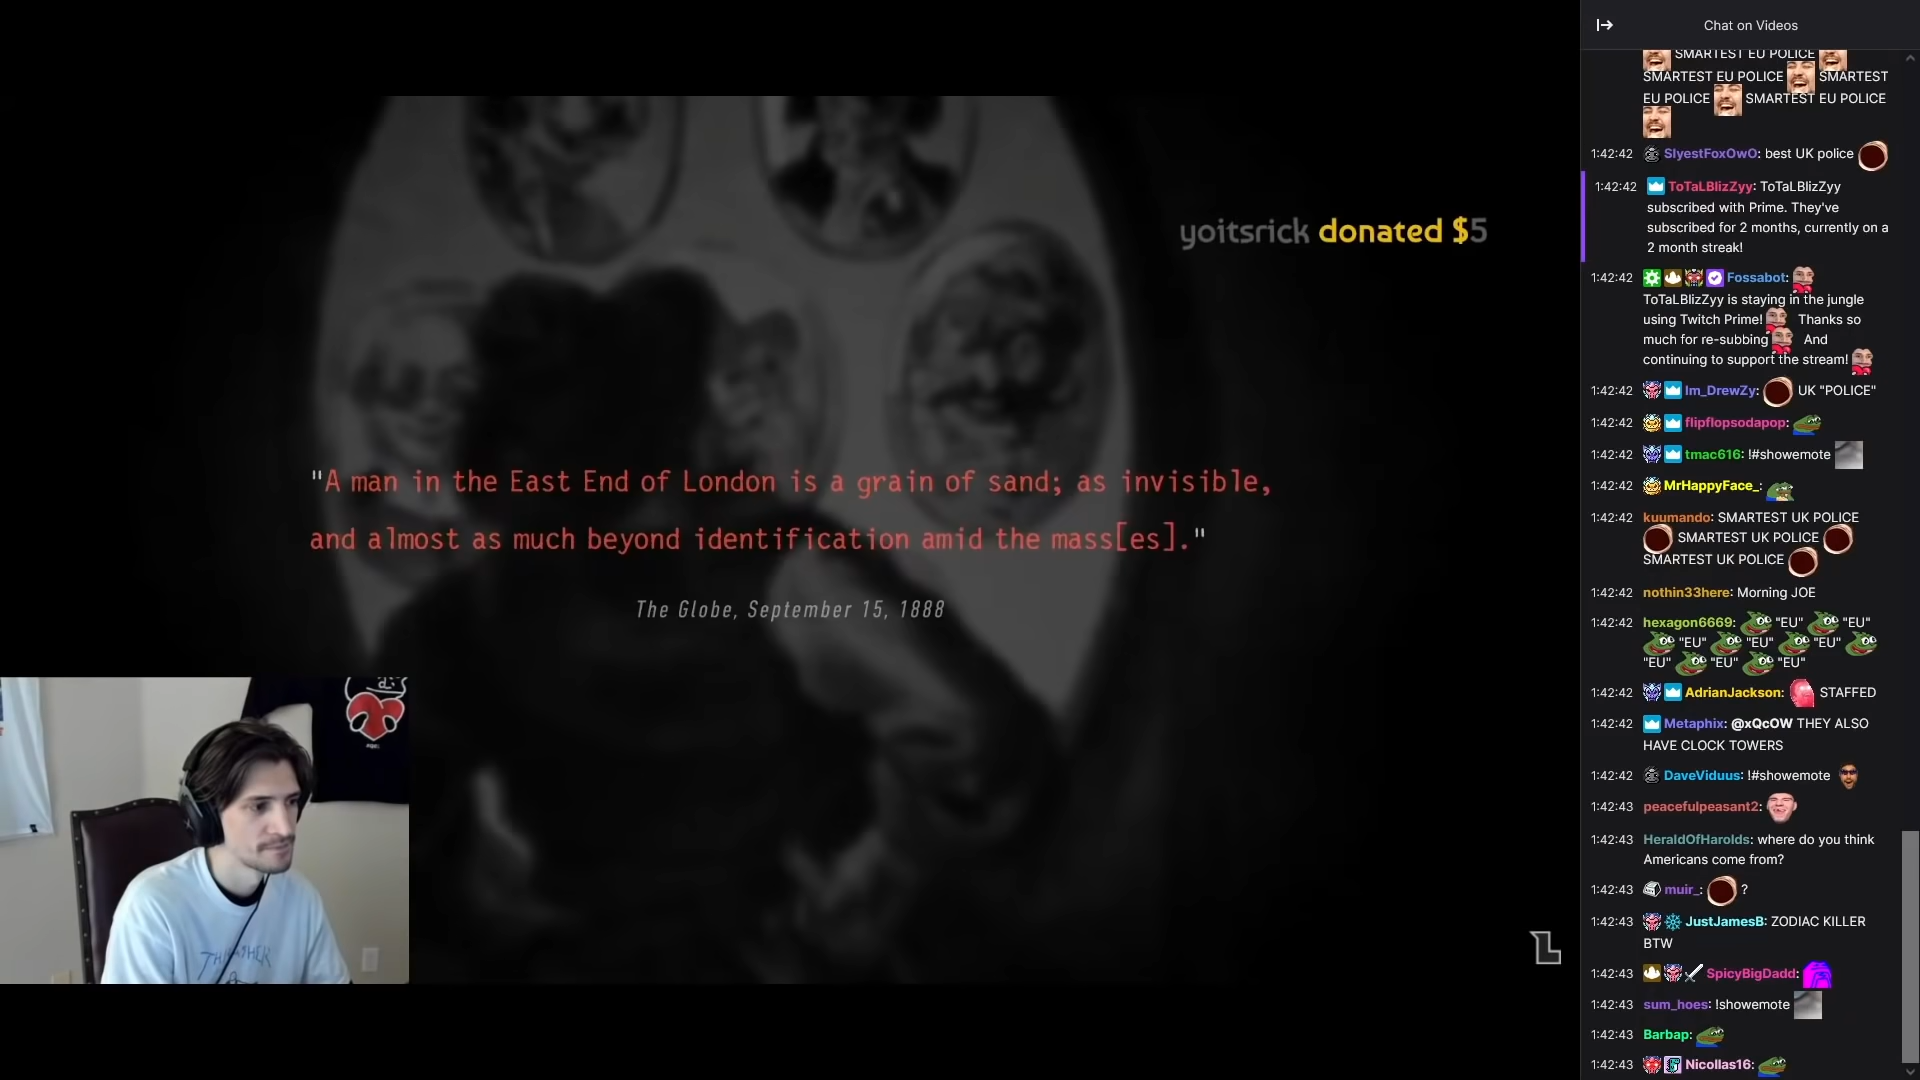 Chat on Videos
yoitsrick donated $5
"A man in the East End of London is a grain of sand; as invisible,
and almost as much beyond identification amid the mass[es]."
The Globe, September 15, 1888
THRASHER
SMARTEST EU POLICE
SMARTEST EU POLICE SMARTEST
EU POLICE SMARTEST EU POLICE
1:42:42 SlyestFoxOwO: best UK police
1:42:42 ToTaLBlizZyy: ToTaLBlizZyy
subscribed with Prime. They've
subscribed for 2 months, currently on a
2 month streak!
1:42:42 Fossabot:
ToTaLBlizZyy is staying in the jungle
using Twitch Prime! Thanks so
much for re-subbing And
continuing to support the stream!
1:42:42 Im_DrewZy: UK "POLICE"
1:42:42 flipflopsodapop:
1:42:42 tmac616: !#showemote
1:42:42 MrHappyFace_:
1:42:42 kuumando: SMARTEST UK POLICE
SMARTEST UK POLICE
SMARTEST UK POLICE
1:42:42 nothin33here: Morning JOE
1:42:42 hexagon6669: "EU" "EU"
"EU" "EU" "EU"
"EU" "EU" "EU"
1:42:42 AdrianJackson: STAFFED
1:42:42 Metaphix: @xQcOW THEY ALSO
HAVE CLOCK TOWERS
1:42:42 DaveViduus: !#showemote
1:42:43 peacefulpeasant2:
1:42:43 HeraldOfHarolds: where do you think
Americans come from?
1:42:43 muir_: ?
1:42:43 JustJamesB: ZODIAC KILLER
BTW
1:42:43 SpicyBigDadd:
1:42:43 sum_hoes: !showemote
1:42:43 Barbap:
1:42:43 Nicollas16: